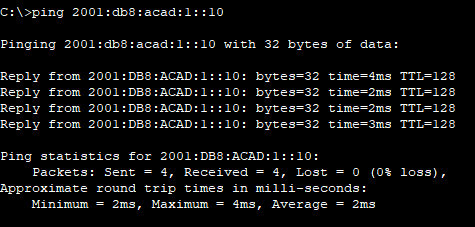 C:\>ping 2001:db8:acad:1::10
Pinging 2001:db8:acad:1::10 with 32 bytes of data:
Reply from 2001:DB8:ACAD:1::10: bytes=32 time=4ms TTL=128
Reply from 2001:DB8:ACAD:1::10: bytes=32 time=2ms TTL=128
Reply from 2001:DB8:ACAD:1::10: bytes=32 time=2ms TTL=128
Reply from 2001:DB8:ACAD:1::10: bytes=32 time=3ms TTL=128
Ping statistics for 2001:DB8:ACAD:1::10:
Packets: Sent = 4, Received = 4, Lost = 0 (0% loss),
Approximate round trip times in milli-seconds:
Minimum = 2ms, Maximum = 4ms, Average = 2ms